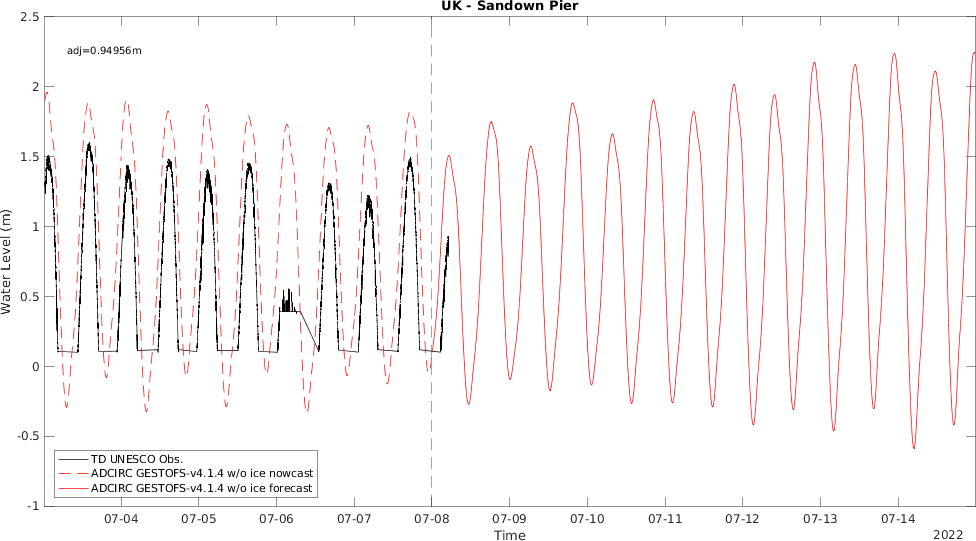 UK - Sandown Pier
adj=0.94956m
Water Level (m)
2.5
2
1.5
1
0.5
0
-0.5
-1
TD UNESCO Obs.
ADCIRC GESTOFS-v4.1.4 w/o ice nowcast
ADCIRC GESTOFS-v4.1.4 w/o ice forecast
07-04 07-05 07-06 07-07 07-08 07-09 07-10 07-11 07-12 07-13 07-14
Time
2022